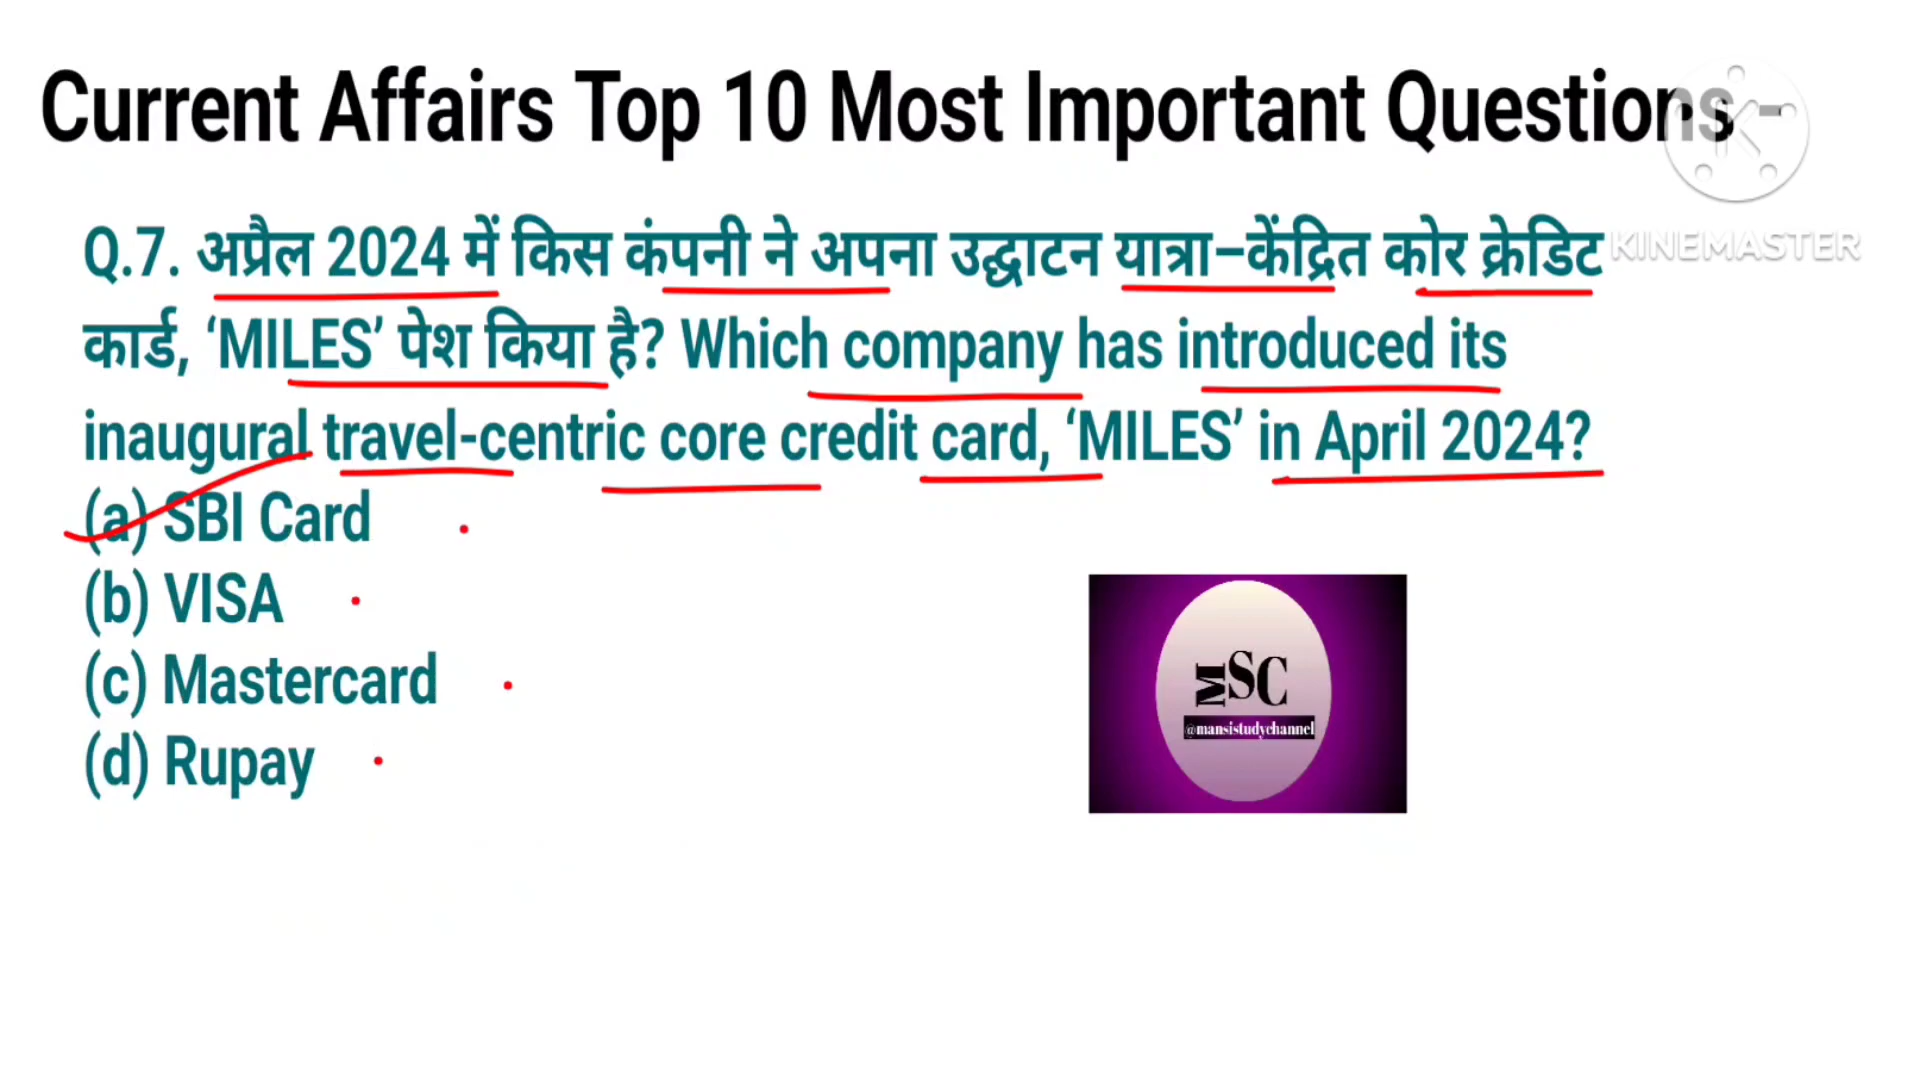 Current Affairs Top 10 Most Important Questions -
Q.7. अप्रैल 2024 में किस कंपनी ने अपना उद्घाटन यात्रा–केंद्रित कोर क्रेडिट
KINEMASTER
कार्ड, ‘MILES’ पेश किया है? Which company has introduced its
inaugural travel-centric core credit card, ‘MILES’ in April 2024?
(a) SBI Card
(b) VISA
(c) Mastercard
(d) Rupay
MSC
@mansistudychannel